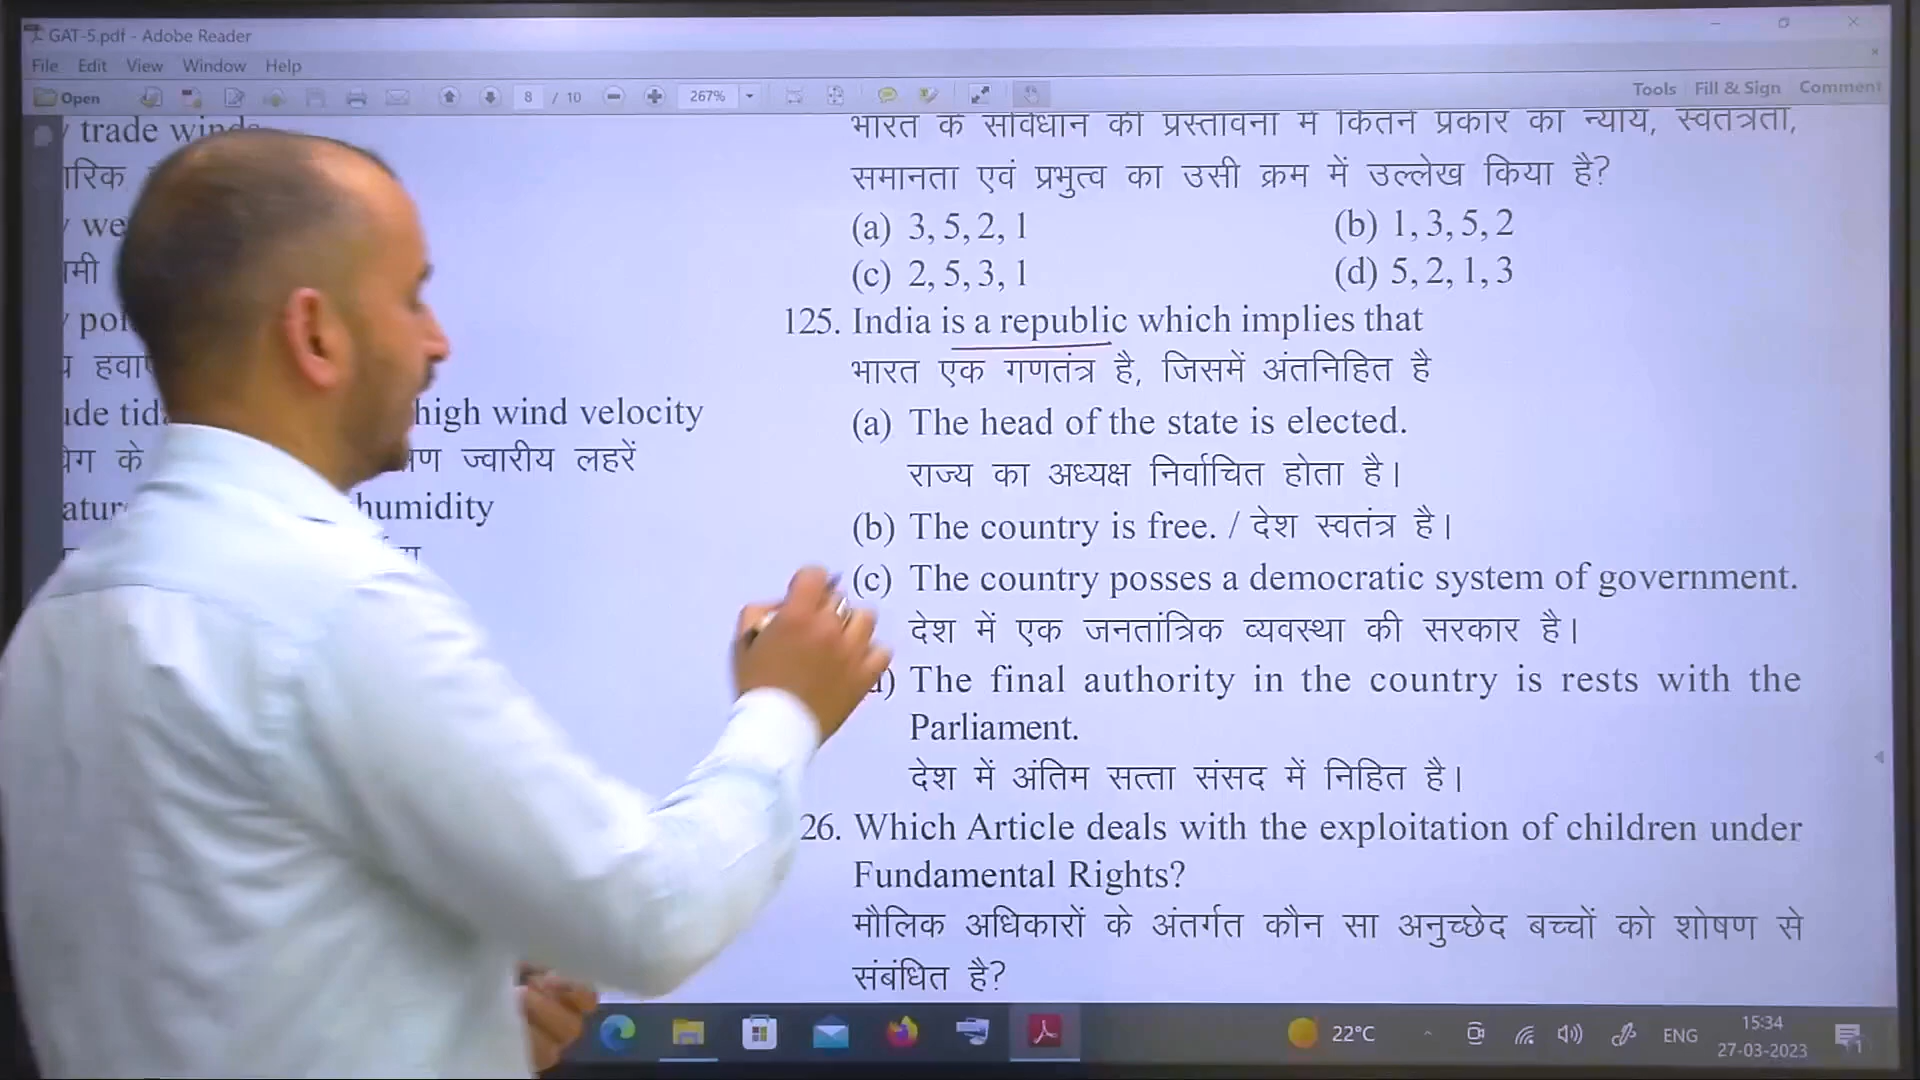 GAT-5.pdf - Adobe Reader
File Edit View Window Help
Open 8 / 10 267% Tools Fill & Sign Comment
trade winds
रिक
we
मी
हवाए
ude tida high wind velocity
वेग के ज्वारीय लहरें
humidity
भारत के संविधान की प्रस्तावना में कितने प्रकार का न्याय, स्वतंत्रता,
समानता एवं प्रभुत्व का उसी क्रम में उल्लेख किया है?
(a) 3, 5, 2, 1 (b) 1, 3, 5, 2
(c) 2, 5, 3, 1 (d) 5, 2, 1, 3
125. India is a republic which implies that
भारत एक गणतंत्र है, जिसमें अंतनिहित है
(a) The head of the state is elected.
राज्य का अध्यक्ष निर्वाचित होता है।
(b) The country is free. / देश स्वतंत्र है।
(c) The country posses a democratic system of government.
देश में एक जनतांत्रिक व्यवस्था की सरकार है।
) The final authority in the country is rests with the
Parliament.
देश में अंतिम सत्ता संसद में निहित है।
26. Which Article deals with the exploitation of children under
Fundamental Rights?
मौलिक अधिकारों के अंतर्गत कौन सा अनुच्छेद बच्चों को शोषण से
संबंधित है?
22°C ENG 15:34
27-03-2023